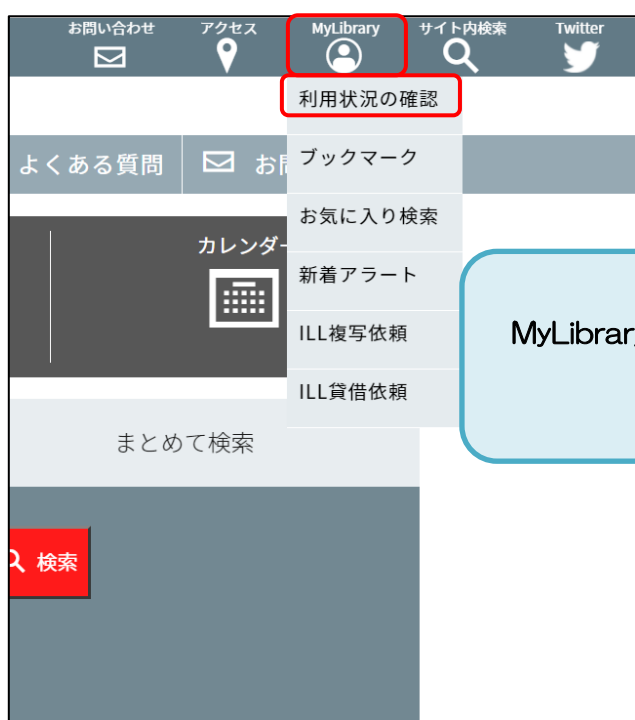 お問い合わせ アクセス MyLibrary サイト内検索 Twitter
利用状況の確認
よくある質問 お問
ブックマーク
お気に入り検索
カレンダー
新着アラート
ILL複写依頼
MyLibrary
ILL貸借依頼
まとめて検索
検索